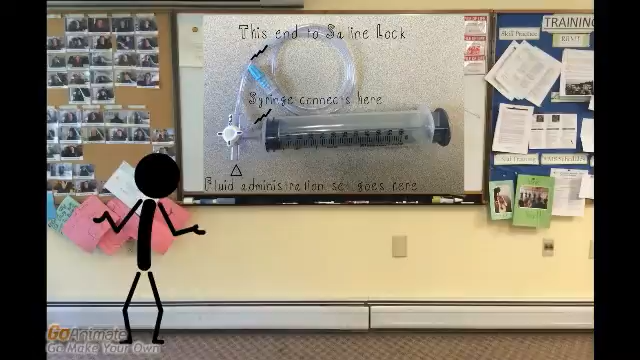 This end to Saline Lock
Syringe connects here
Fluid administration set goes here
TRAINING
Skill Practice
GoAnimate
Go Make Your Own